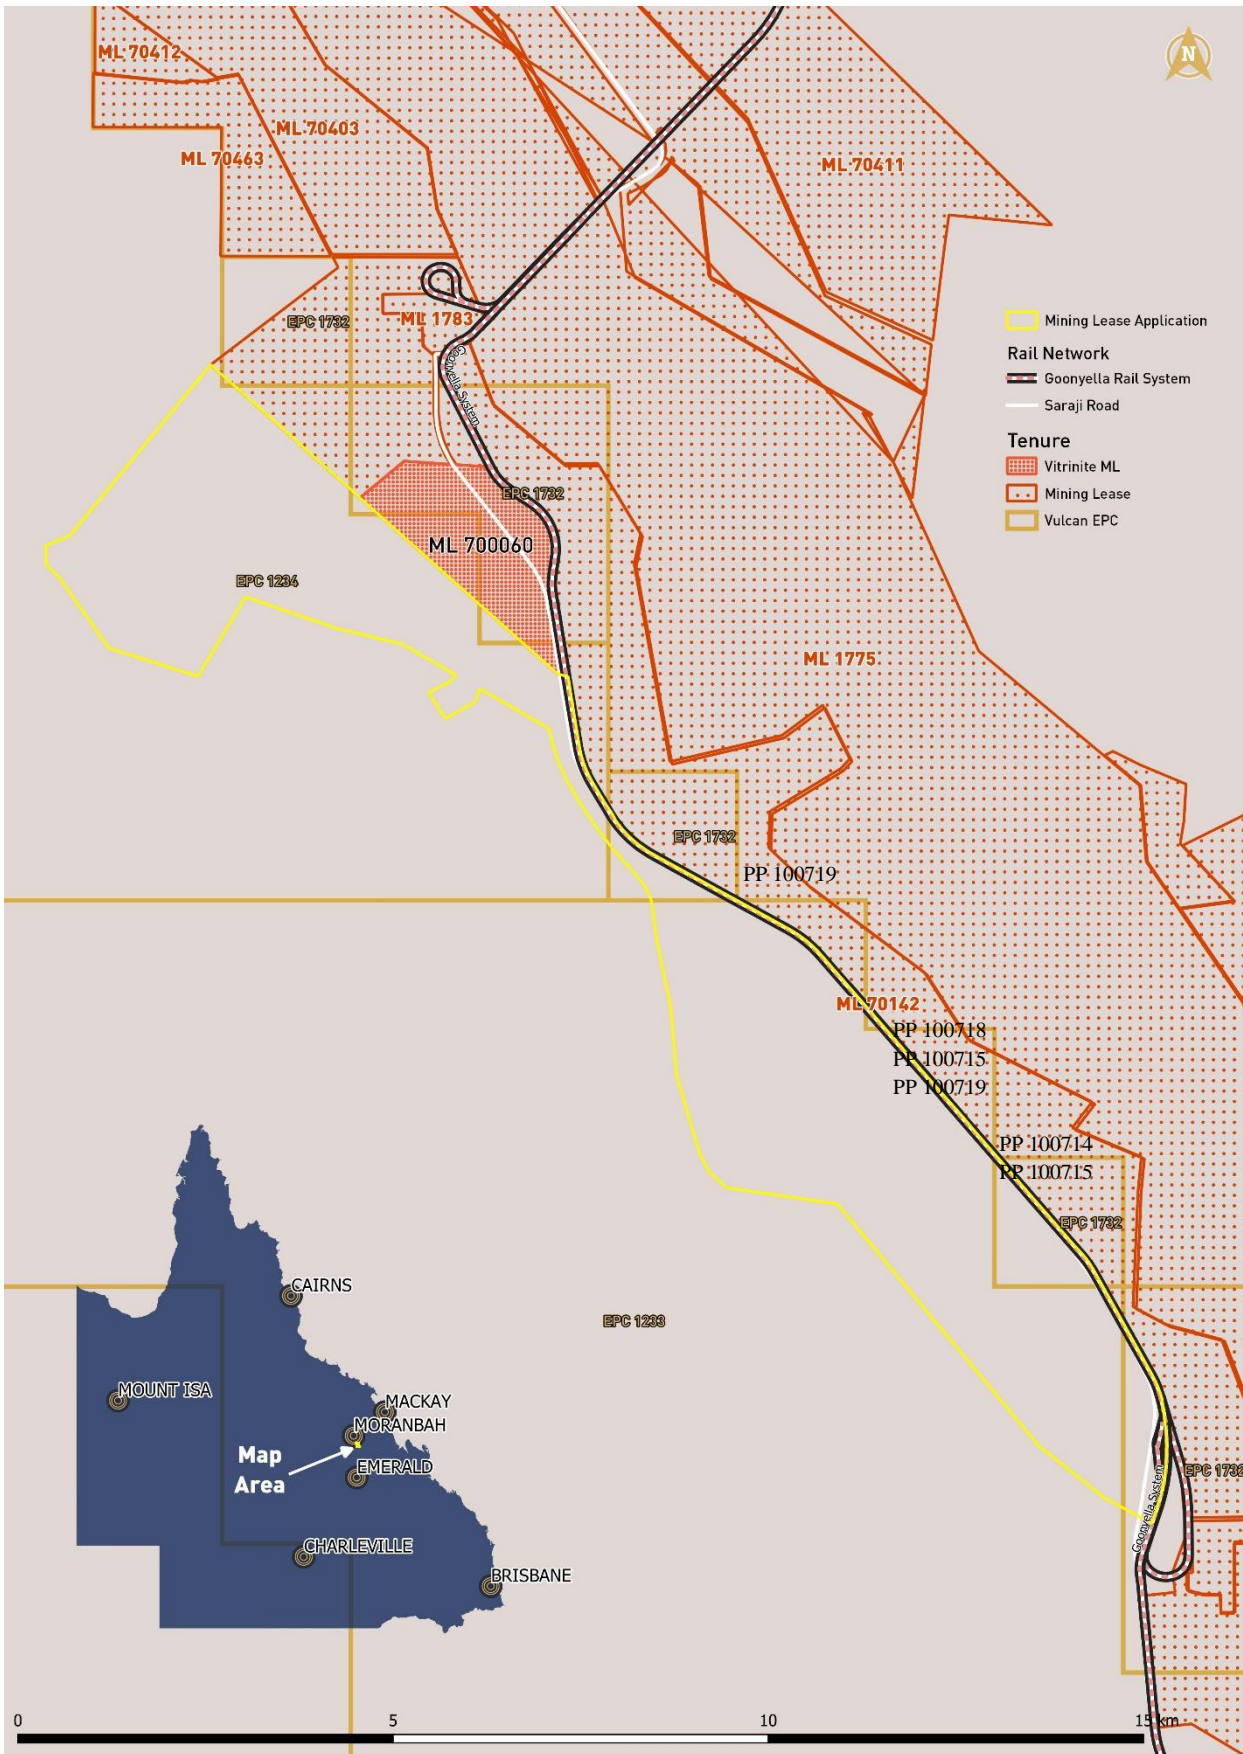 N
ML 70412
ML 70403
ML 70463
ML 70411
ML 1783
EPC 1732
Goonyella System
Mining Lease Application
Rail Network
Goonyella Rail System
Saraji Road
Tenure
Vitrinite ML
Mining Lease
Vulcan EPC
EPC 1732
ML 700060
EPC 1234
ML 1775
EPC 1732
PP 100719
ML 70142
PP 100718
PP 100715
PP 100719
PP 100714
PP 100715
EPC 1732
EPC 1233
EPC 1732
Goonyella System
CAIRNS
MOUNT ISA
MACKAY
MORANBAH
Map
Area
EMERALD
CHARLEVILLE
BRISBANE
0 5 10 15 km